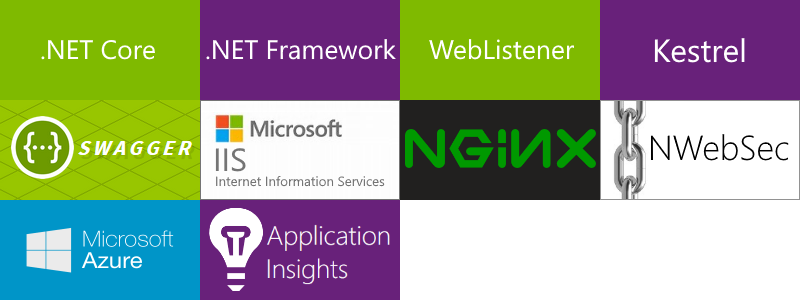 .NET Core
.NET Framework
WebListener
Kestrel
{···} SWAGGER
Microsoft
IIS
Internet Information Services
NGiNX
NWebSec
Microsoft
Azure
Application
Insights